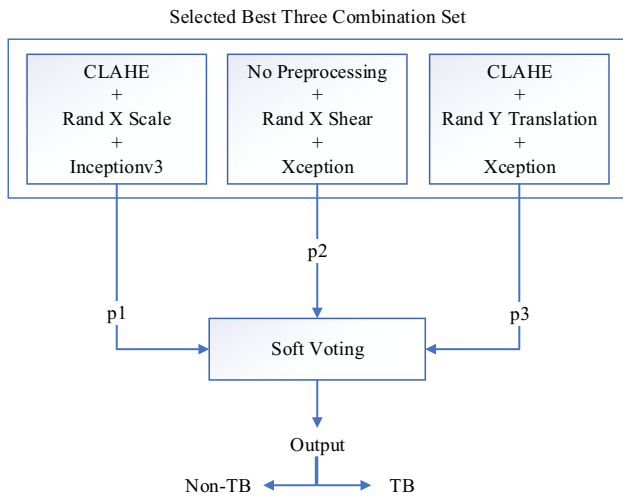 Selected Best Three Combination Set
CLAHE
+
Rand X Scale
+
Inceptionv3
No Preprocessing
+
Rand X Shear
+
Xception
CLAHE
+
Rand Y Translation
+
Xception
p1
p2
p3
Soft Voting
Output
Non-TB
TB